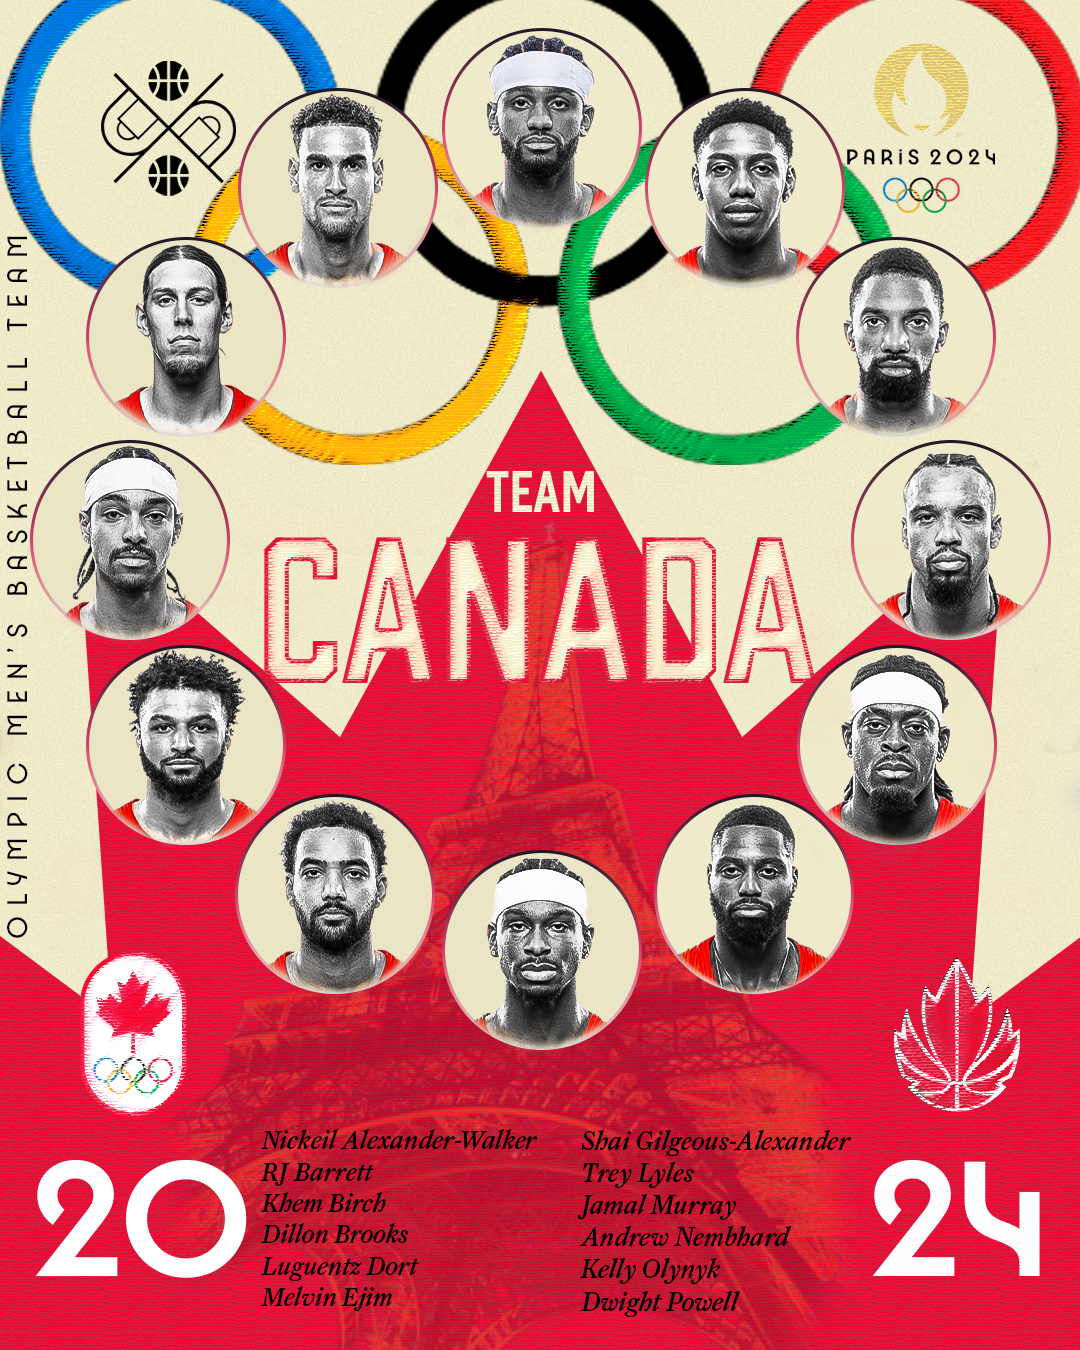 PARIS 2024
OLYMPIC MEN'S BASKETBALL TEAM
TEAM
CANADA
20
24
Nickeil Alexander-Walker
RJ Barrett
Khem Birch
Dillon Brooks
Luguentz Dort
Melvin Ejim
Shai Gilgeous-Alexander
Trey Lyles
Jamal Murray
Andrew Nembhard
Kelly Olynyk
Dwight Powell